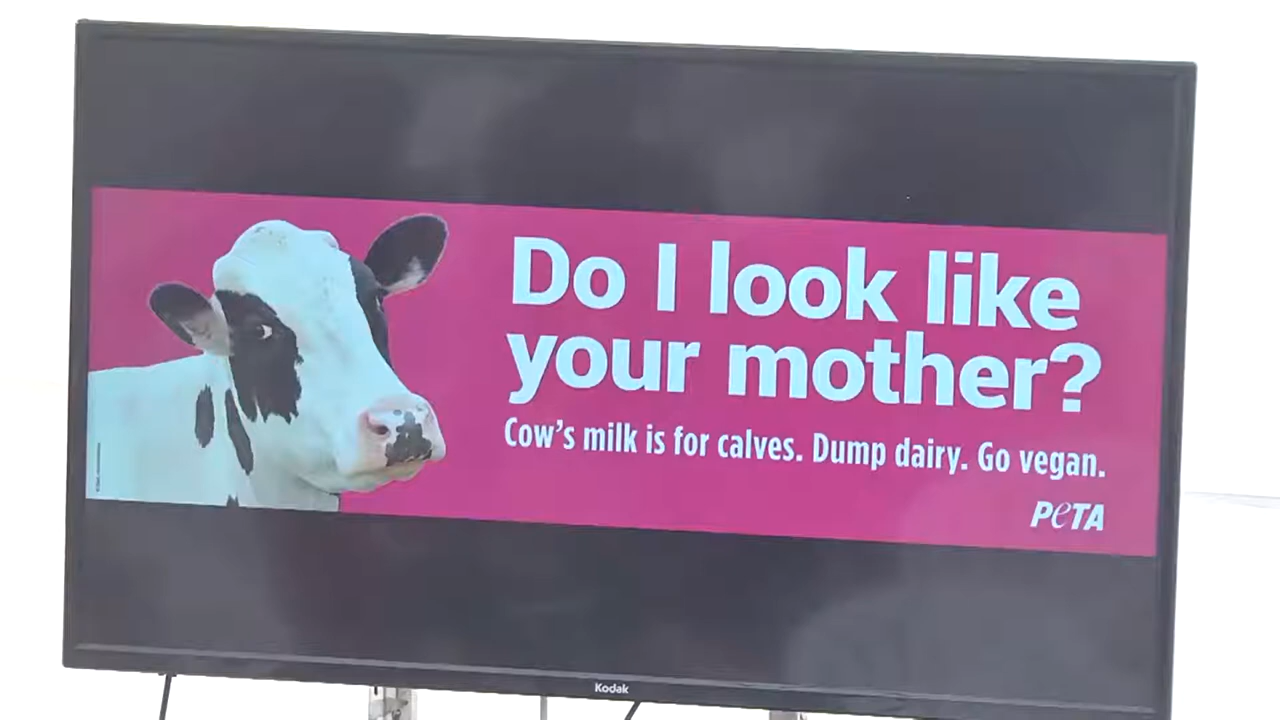 Do I look like
your mother?
Cow's milk is for calves. Dump dairy. Go vegan.
PeTA
Kodak